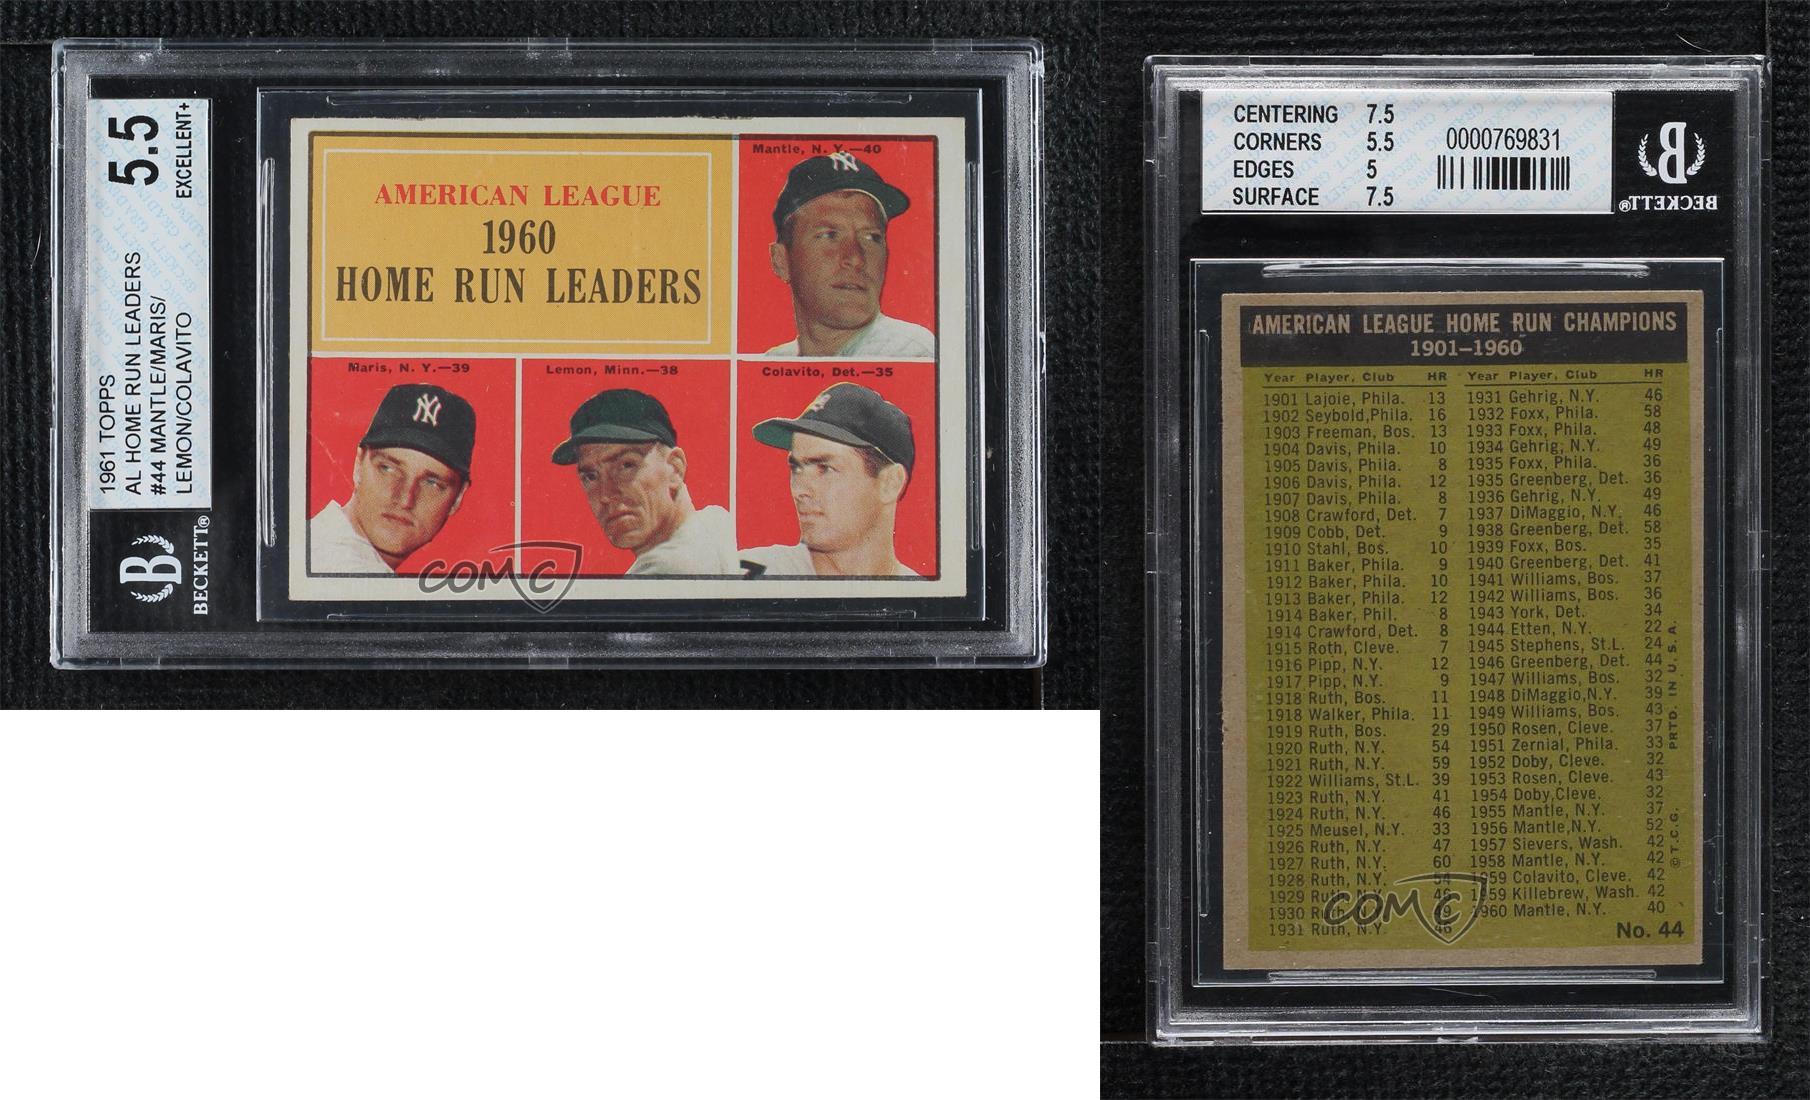 5.5
EXCELLENT+
1961 TOPPS
AL HOME RUN LEADERS
#44 MANTLE/MARIS/
LEMON/COLAVITO
BECKETT®
AMERICAN LEAGUE
1960
HOME RUN LEADERS
Mantle, N. Y.—40
Maris, N. Y.—39
Lemon, Minn.—38
Colavito, Det.—35
COMC
CENTERING 7.5
CORNERS 5.5
EDGES 5
SURFACE 7.5
0000769831
BECKETT®
AMERICAN LEAGUE HOME RUN CHAMPIONS
1901–1960
Year Player, Club HR
1901 Lajoie, Phila. 13
1902 Seybold, Phila. 16
1903 Freeman, Bos. 13
1904 Davis, Phila. 10
1905 Davis, Phila. 8
1906 Davis, Phila. 12
1907 Davis, Phila. 8
1908 Crawford, Det. 7
1909 Cobb, Det. 9
1910 Stahl, Bos. 10
1911 Baker, Phila. 9
1912 Baker, Phila. 10
1913 Baker, Phila. 12
1914 Baker, Phil. 8
1914 Crawford, Det. 8
1915 Roth, Cleve. 7
1916 Pipp, N.Y. 12
1917 Pipp, N.Y. 9
1918 Ruth, Bos. 11
1918 Walker, Phila. 11
1919 Ruth, Bos. 29
1920 Ruth, N.Y. 54
1921 Ruth, N.Y. 59
1922 Williams, St.L. 39
1923 Ruth, N.Y. 41
1924 Ruth, N.Y. 46
1925 Meusel, N.Y. 33
1926 Ruth, N.Y. 47
1927 Ruth, N.Y. 60
1928 Ruth, N.Y. 54
1929 Ruth, N.Y. 46
1930 Ruth, N.Y. 49
1931 Ruth, N.Y. 46
Year Player, Club HR
1931 Gehrig, N.Y. 46
1932 Foxx, Phila. 58
1933 Foxx, Phila. 48
1934 Gehrig, N.Y. 49
1935 Foxx, Phila. 36
1935 Greenberg, Det. 36
1936 Gehrig, N.Y. 49
1937 DiMaggio, N.Y. 46
1938 Greenberg, Det. 58
1939 Foxx, Bos. 35
1940 Greenberg, Det. 41
1941 Williams, Bos. 37
1942 Williams, Bos. 36
1943 York, Det. 34
1944 Etten, N.Y. 22
1945 Stephens, St.L. 24
1946 Greenberg, Det. 44
1947 Williams, Bos. 32
1948 DiMaggio, N.Y. 39
1949 Williams, Bos. 43
1950 Rosen, Cleve. 37
1951 Zernial, Phila. 33
1952 Doby, Cleve. 32
1953 Rosen, Cleve. 43
1954 Doby, Cleve. 32
1955 Mantle, N.Y. 37
1956 Mantle, N.Y. 52
1957 Sievers, Wash. 42
1958 Mantle, N.Y. 42
1959 Colavito, Cleve. 42
1959 Killebrew, Wash. 42
1960 Mantle, N.Y. 40
No. 44
© T.C.G. PRTD. IN U.S.A.
COMC